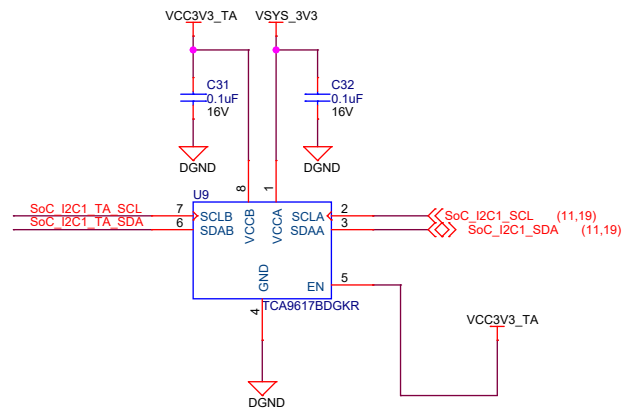 VCC3V3_TA VSYS_3V3
C31
0.1uF
16V
C32
0.1uF
16V
DGND DGND
U9
8 1
SoC_I2C1_TA_SCL 7 SCLB VCCB VCCA SCLA 2 SoC_I2C1_SCL (11,19)
SoC_I2C1_TA_SDA 6 SDAB SDAA 3 SoC_I2C1_SDA (11,19)
GND EN 5
4 TCA9617BDGKR
VCC3V3_TA
DGND